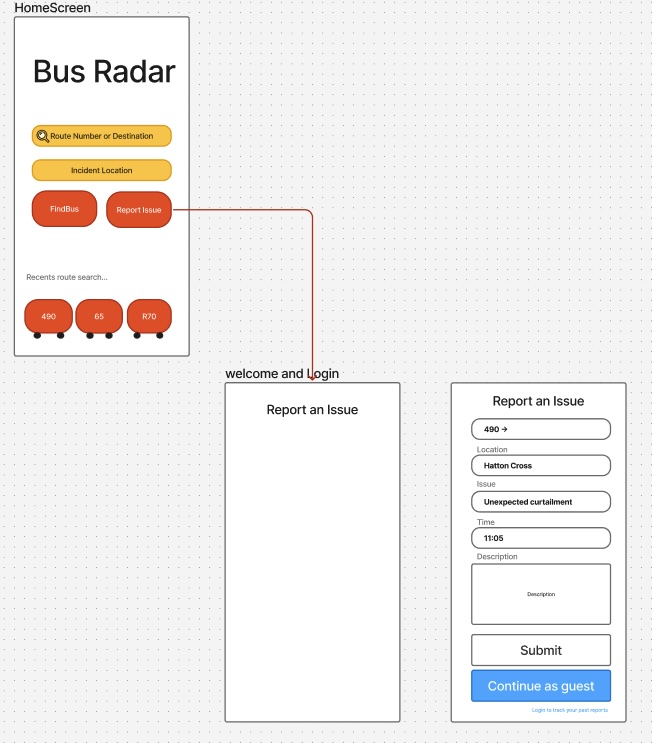 HomeScreen
Bus Radar
Route Number or Destination
Incident Location
FindBus
Report Issue
Recents route search...
490
65
R70
welcome and Login
Report an Issue
Report an Issue
490 →
Location
Hatton Cross
Issue
Unexpected curtailment
Time
11:05
Description
Description
Submit
Continue as guest
Login to track your past reports